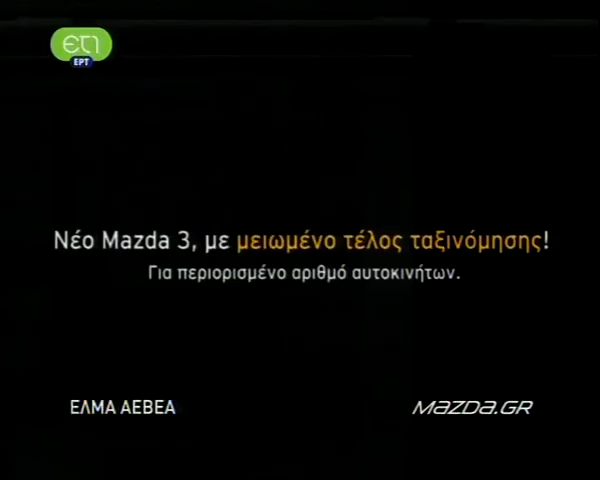 ετ1
ΕΡΤ
Νέο Mazda 3, με μειωμένο τέλος ταξινόμησης!
Για περιορισμένο αριθμό αυτοκινήτων.
ΕΛΜΑ ΑΕΒΕΑ
MAZDA.GR